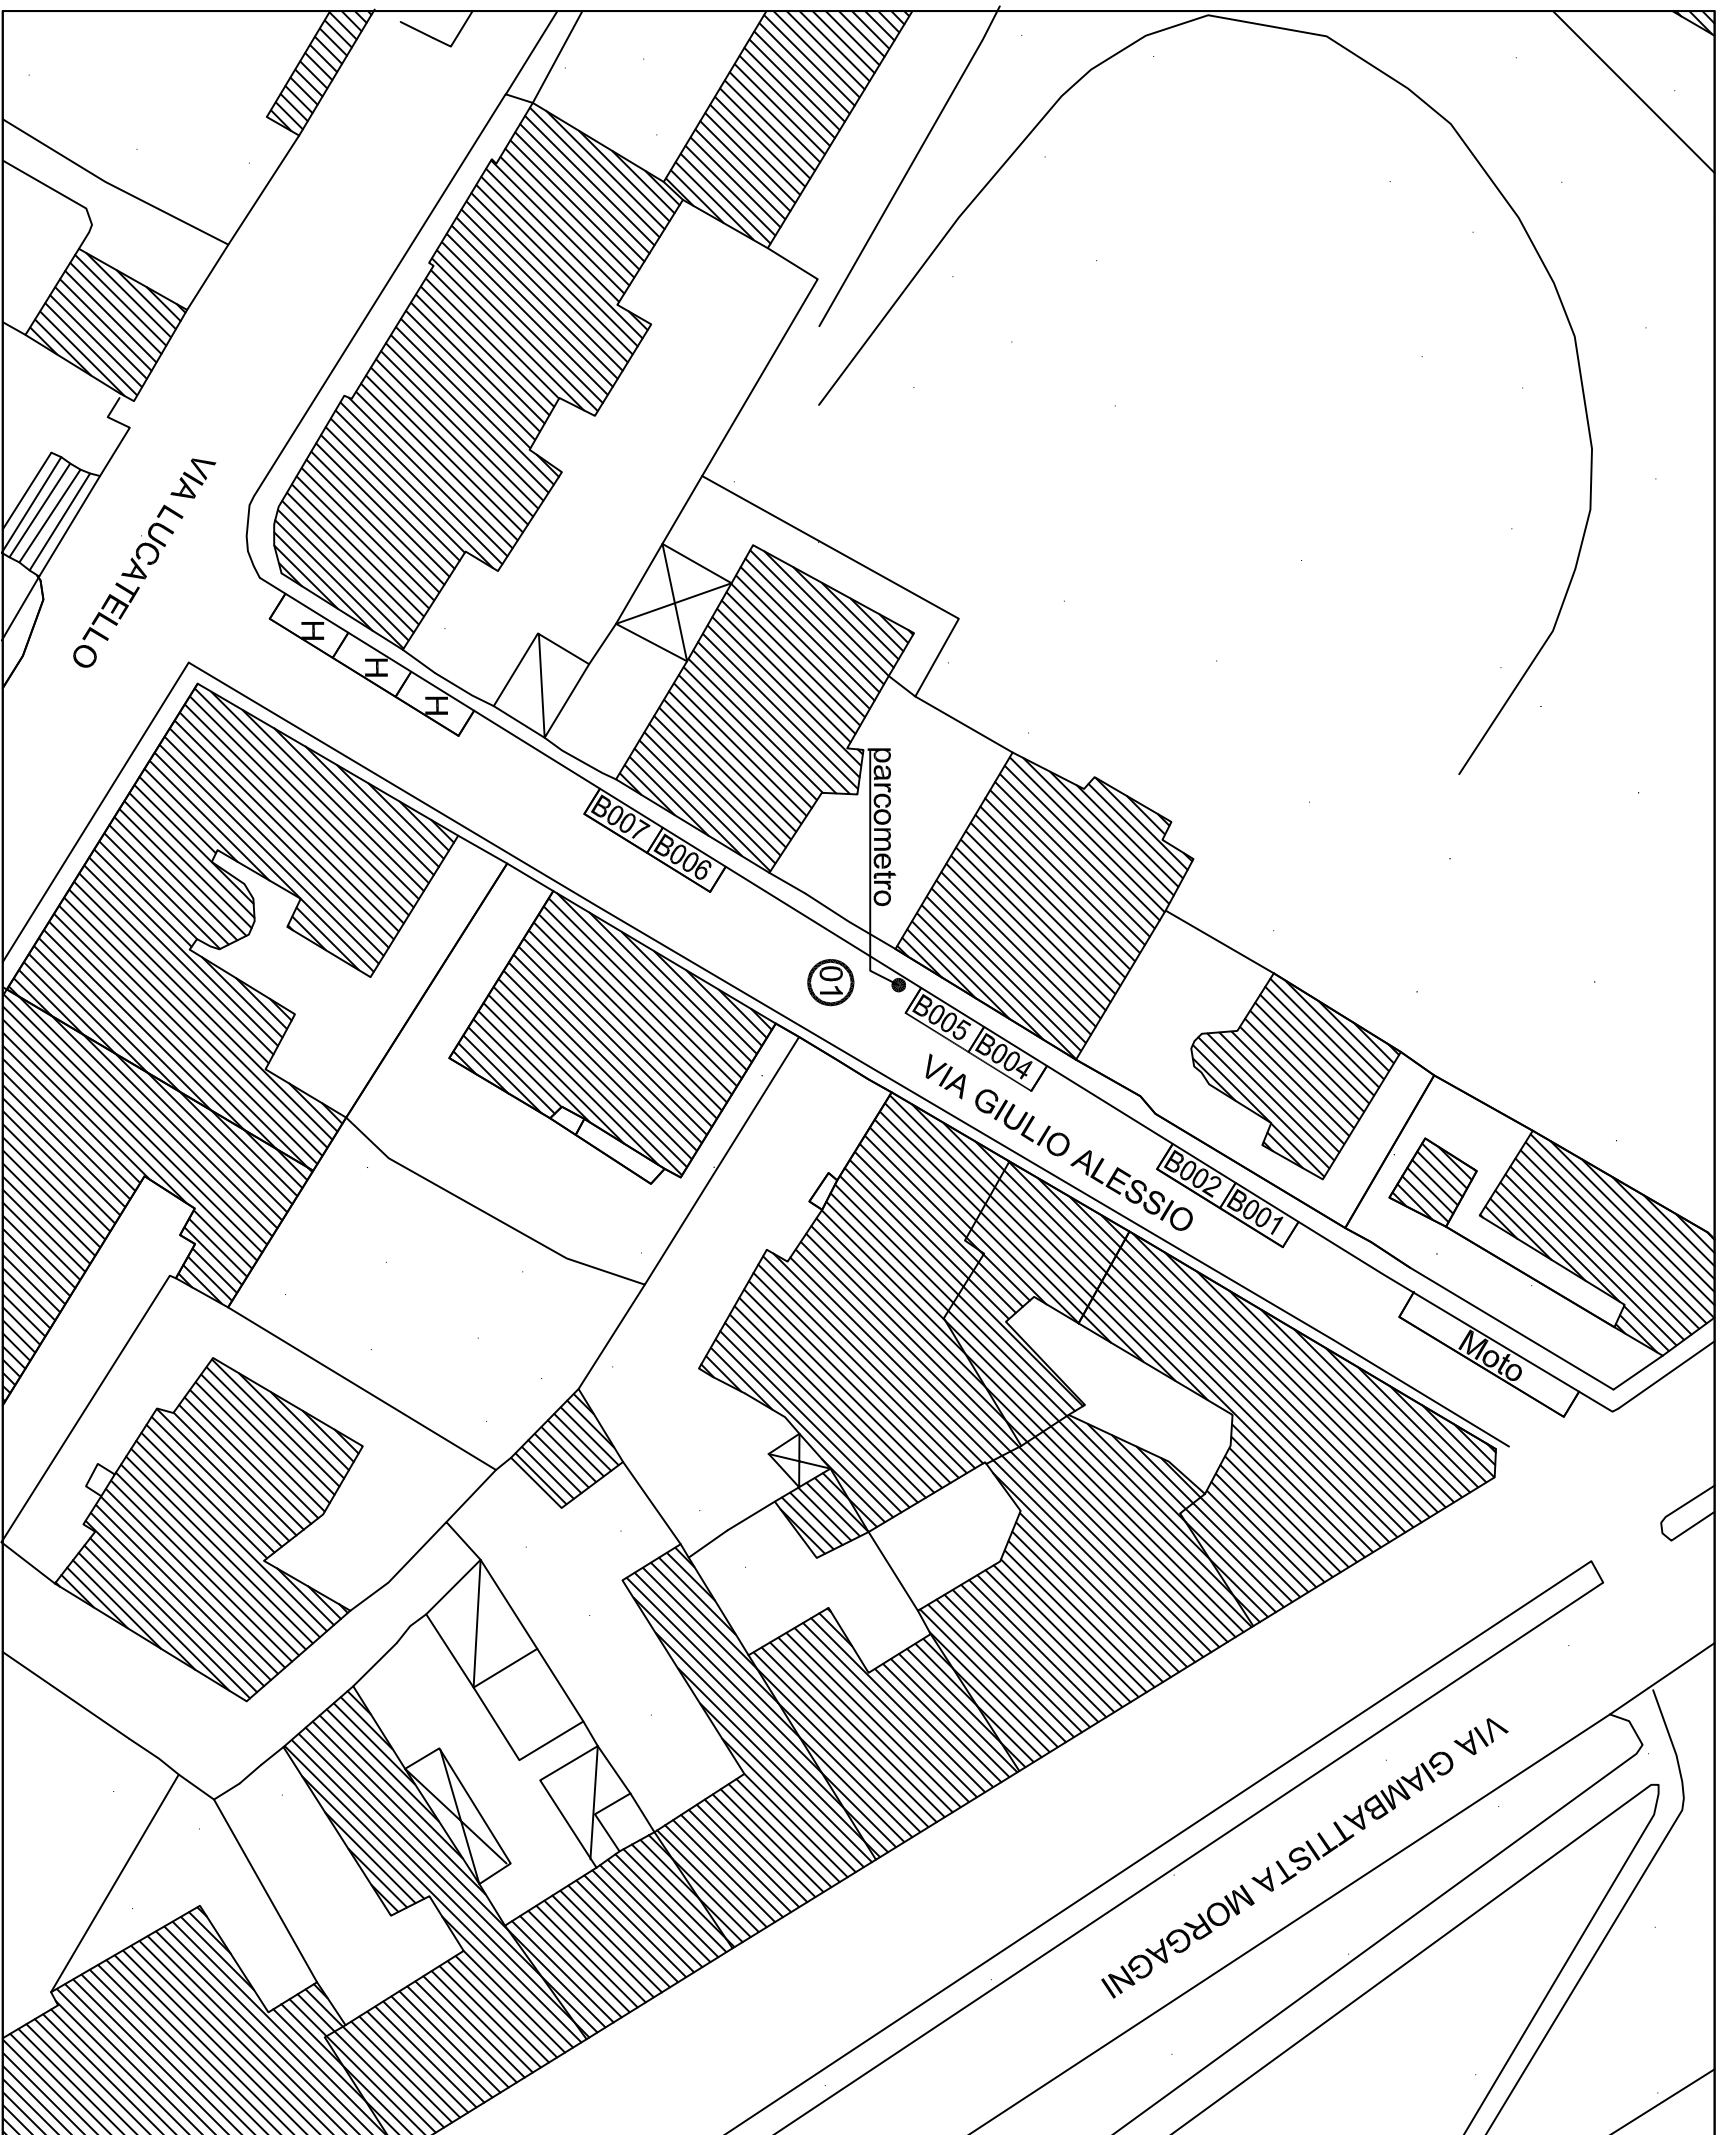 VIA LUCATELLO
H
H
H
B007
B006
parcometro
01
B005
B004
VIA GIULIO ALESSIO
B002
B001
Moto
VIA GIAMBATTISTA MORGAGNI